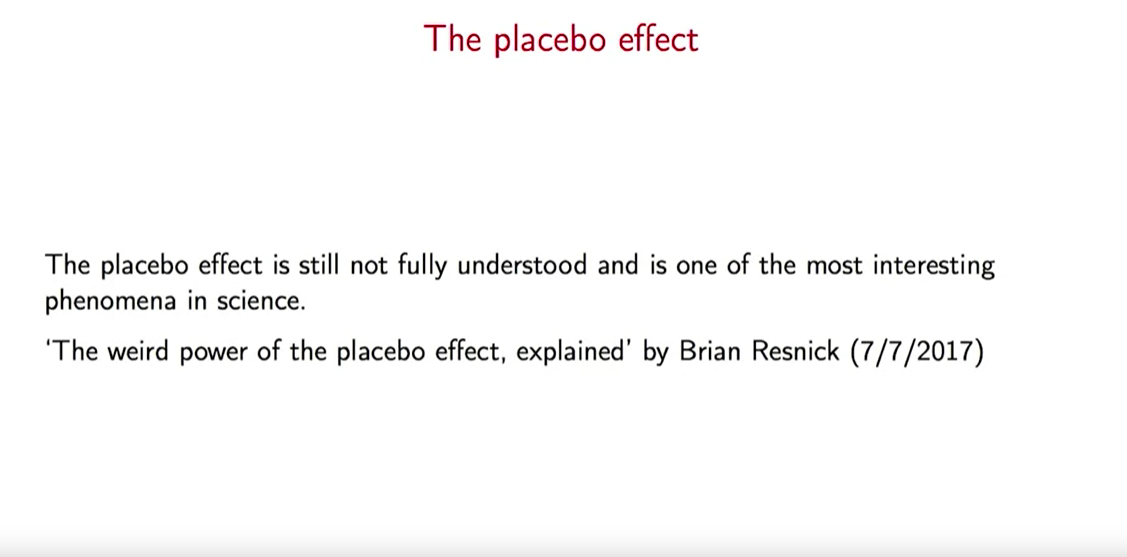 The placebo effect
The placebo effect is still not fully understood and is one of the most interesting
phenomena in science.
‘The weird power of the placebo effect, explained’ by Brian Resnick (7/7/2017)